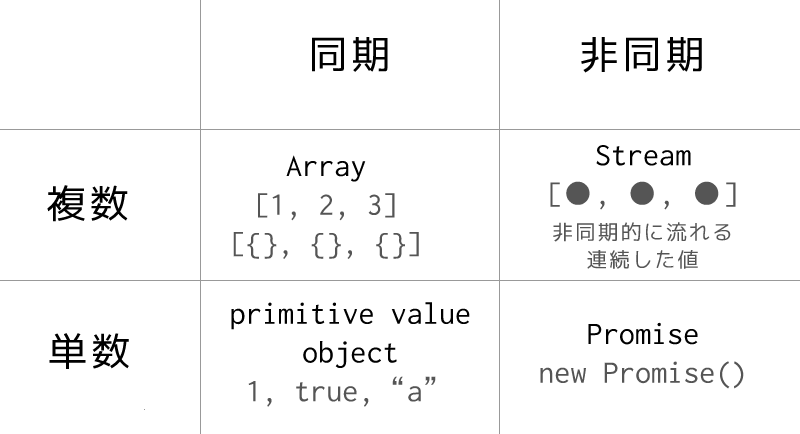 同期
非同期
複数
Array
[1, 2, 3]
[{}, {}, {}]
Stream
[●, ●, ●]
非同期的に流れる
連続した値
単数
primitive value
object
1, true, “a”
Promise
new Promise()